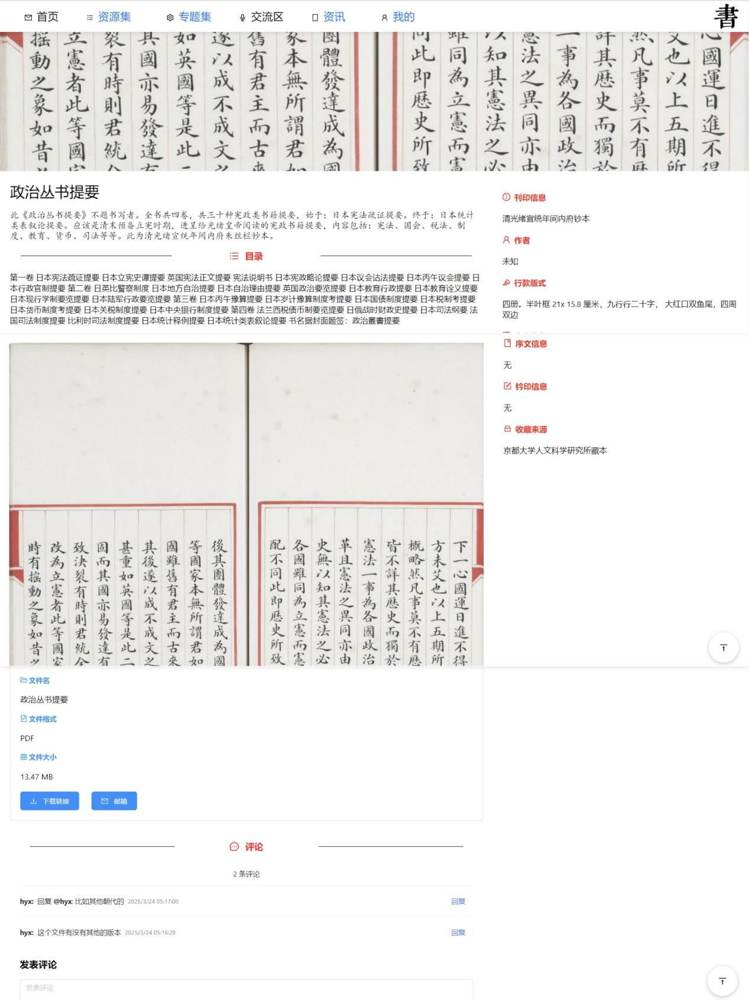 首页 资源集 专题集 交流区 资讯 我的 書
心國運日進不得
艾也以上五期所
然凡事莫不有歷
詳其歷史而獨於
一事為各國政治
憲法之異同亦由
以知其憲法之必
雖同為立憲而憲
同此即歷史所致
團體發達成為國
家本無所謂君如
舊有君主而古來
遂以成不成文之
如英國等是此二
其國亦易發達有
裂有時則君統全
立憲者此等國家
搖動之象如昔之
政治丛书提要
此《政治丛书提要》不题书写者。全书共四卷，共三十种宪政类书籍提要，始于：日本宪法疏证提要。终于：日本统计
类表叙论提要。应该是清末预备立宪时期，进呈给光绪皇帝阅读的宪政书籍提要，内容包括：宪法、国会、税法、制
度、教育、货币、司法等等。此为清光绪宣统年间内府朱丝栏钞本。
目录
第一卷 日本宪法疏证提要 日本立宪史谭提要 英国宪法正文提要 宪法说明书 日本宪政略论提要 日本议会诂法提要 日本丙午议会提要 日
本行政官制提要 第二卷 日英比警察制度 日本地方自治提要 日本自治理由提要 英国政治要览提要 日本教育行政提要 日本教育诠义提要
日本现行学制要览提要 日本陆军行政要览提要 第三卷 日本丙午豫算提要 日本岁计豫算制度考提要 日本国债制度提要 日本税制考提要
日本货币制度考提要 日本关税制度提要 日本中央银行制度提要 第四卷 法兰西税债币制要览提要 日俄战时财政史提要 日本司法纲要 法
国司法制度提要 比利时司法制度提要 日本统计释例提要 日本统计类表叙论提要 书名据封面题签：政治叢書提要
刊印信息
清光绪宣统年间内府钞本
作者
未知
行款版式
四册。半叶框 21x 15.8 厘米，九行行二十字， 大红口双鱼尾，四周
双边
序文信息
无
钤印信息
无
收藏来源
京都大学人文科学研究所藏本
下一心國運日進不得
方未艾也以上五期所
概略然凡事莫不有歷
皆不詳其歷史而獨於
憲法一事為各國政治
革且憲法之異同亦由
史無以知其憲法之必
各國雖同為立憲而憲
配不同此即歷史所致
後其團體發達成為國
等國家本無所謂君如
國雖舊有君主而古來
其後遂以成不成文之
甚重如英國等是此二
固而其國亦易發達有
致決裂有時則君統全
改為立憲者此等國家
時有搖動之象如昔之
文件名
政治丛书提要
文件格式
PDF
文件大小
13.47 MB
下载链接 邮箱
评论
2 条评论
hyx: 回复 @hyx: 比如其他朝代的 2025/3/24 05:17:00 回复
hyx: 这个文件有没有其他的版本 2025/3/24 05:16:28 回复
发表评论
发表评论